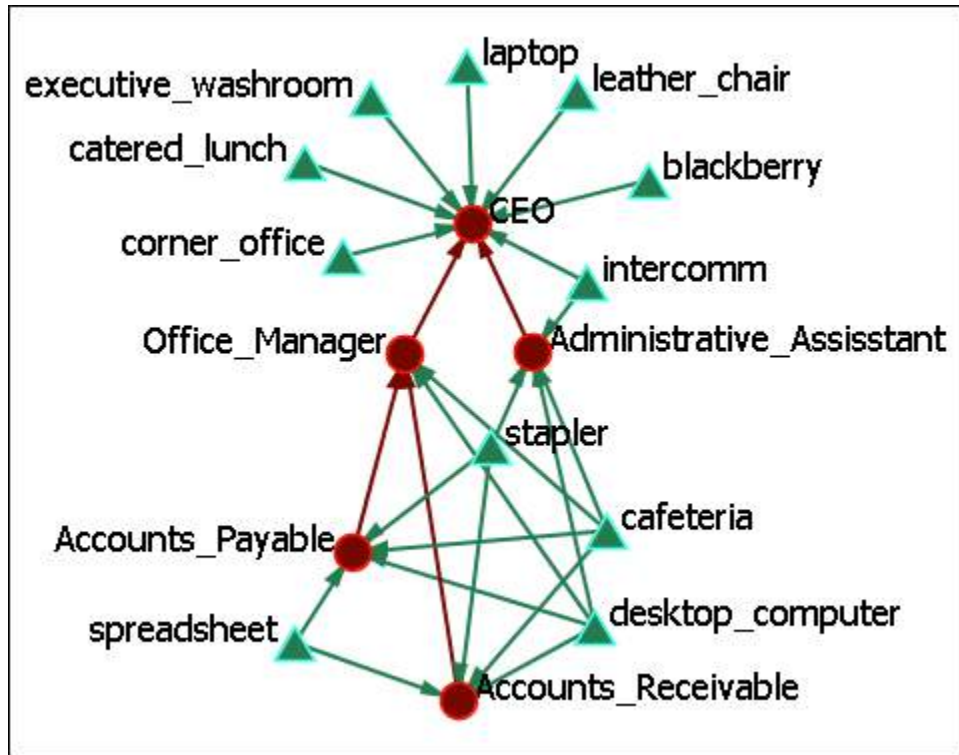 laptop
executive_washroom
leather_chair
catered_lunch
blackberry
CEO
corner_office
intercomm
Office_Manager
Administrative_Assisstant
stapler
cafeteria
Accounts_Payable
desktop_computer
spreadsheet
Accounts_Receivable